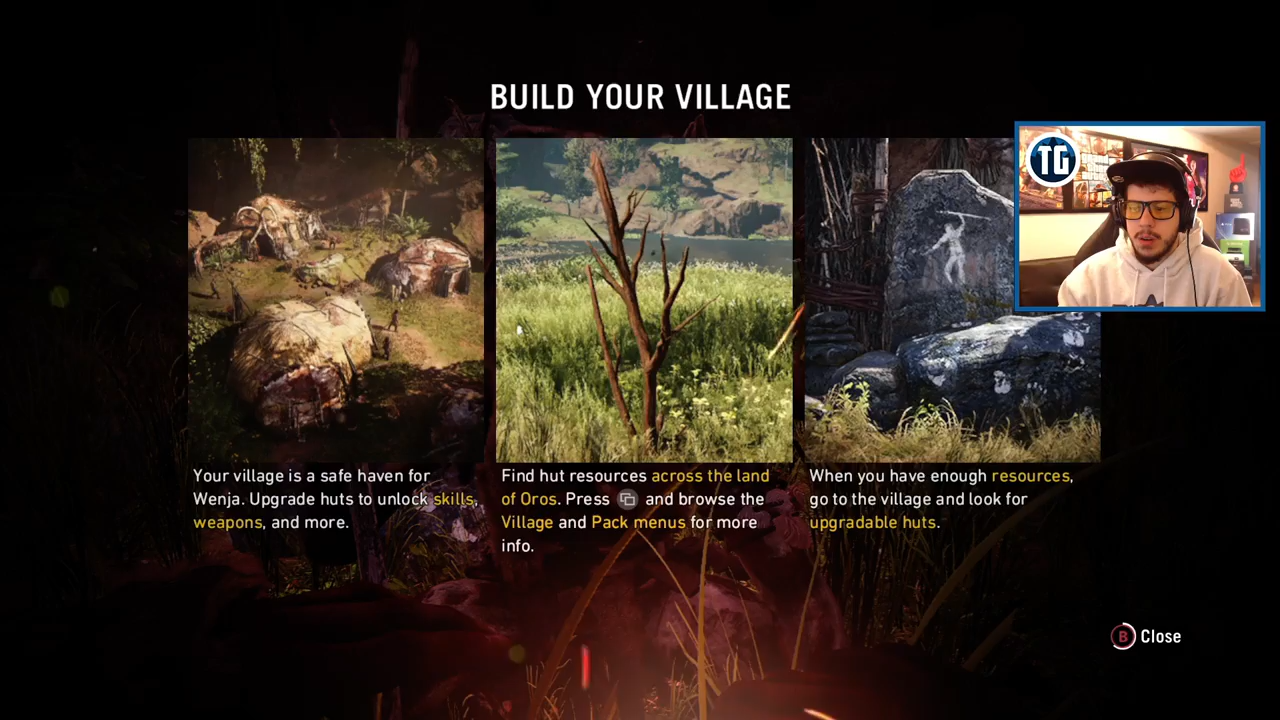 BUILD YOUR VILLAGE
TG
Your village is a safe haven for
Wenja. Upgrade huts to unlock skills,
weapons, and more.
Find hut resources across the land
of Oros. Press and browse the
Village and Pack menus for more
info.
When you have enough resources,
go to the village and look for
upgradable huts.
B Close